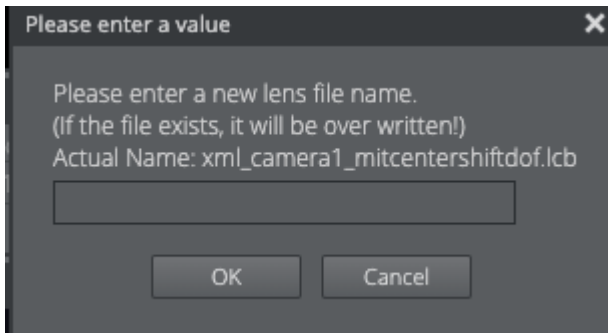 Please enter a value
Please enter a new lens file name.
(If the file exists, it will be over written!)
Actual Name: xml_camera1_mitcentershiftdof.lcb
OK
Cancel